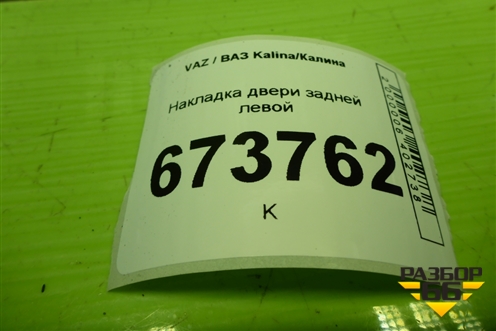 VAZ / ВАЗ Kalina/Калина
Накладка двери задней
левой
673762
К
РАЗБОР
66